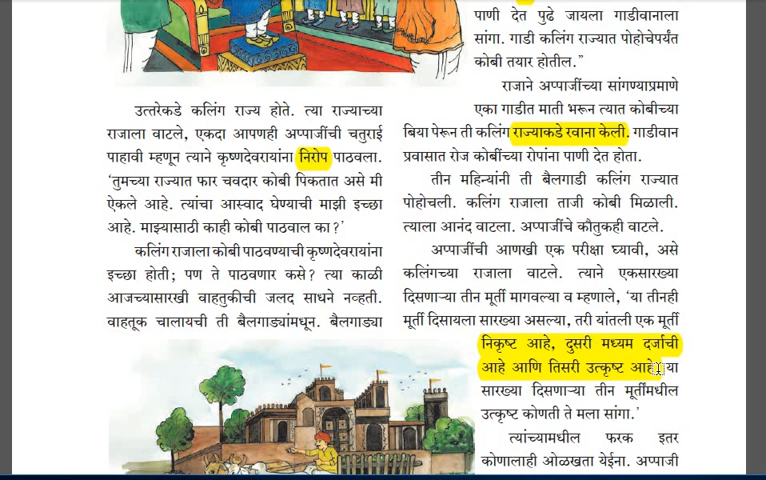 उत्तरेकडे कलिंग राज्य होते. त्या राज्याच्या
राजाला वाटले, एकदा आपणही अप्पाजींची चतुराई
पाहावी म्हणून त्याने कृष्णदेवरायांना निरोप पाठवला.
‘तुमच्या राज्यात फार चवदार कोबी पिकतात असे मी
ऐकले आहे. त्यांचा आस्वाद घेण्याची माझी इच्छा
आहे. माझ्यासाठी काही कोबी पाठवाल का?’
कलिंग राजाला कोबी पाठवण्याची कृष्णदेवरायांना
इच्छा होती; पण ते पाठवणार कसे? त्या काळी
आजच्यासारखी वाहतुकीची जलद साधने नव्हती.
वाहतूक चालायची ती बैलगाड्यांमधून. बैलगाड्या
पाणी देत पुढे जायला गाडीवानाला
सांगा. गाडी कलिंग राज्यात पोहोचेपर्यंत
कोबी तयार होतील.”
राजाने अप्पाजींच्या सांगण्याप्रमाणे
एका गाडीत माती भरून त्यात कोबीच्या
बिया पेरून ती कलिंग राज्याकडे रवाना केली. गाडीवान
प्रवासात रोज कोबींच्या रोपांना पाणी देत होता.
तीन महिन्यांनी ती बैलगाडी कलिंग राज्यात
पोहोचली. कलिंग राजाला ताजी कोबी मिळाली.
त्याला आनंद वाटला. अप्पाजींचे कौतुकही वाटले.
अप्पाजींची आणखी एक परीक्षा घ्यावी, असे
कलिंगच्या राजाला वाटले. त्याने एकसारख्या
दिसणाऱ्या तीन मूर्ती मागवल्या व म्हणाले, ‘या तीनही
मूर्ती दिसायला सारख्या असल्या, तरी यांतली एक मूर्ती
निकृष्ट आहे, दुसरी मध्यम दर्जाची
आहे आणि तिसरी उत्कृष्ट आहे. या
सारख्या दिसणाऱ्या तीन मूर्तींमधील
उत्कृष्ट कोणती ते मला सांगा.’
त्यांच्यामधील फरक इतर
कोणालाही ओळखता येईना. अप्पाजी